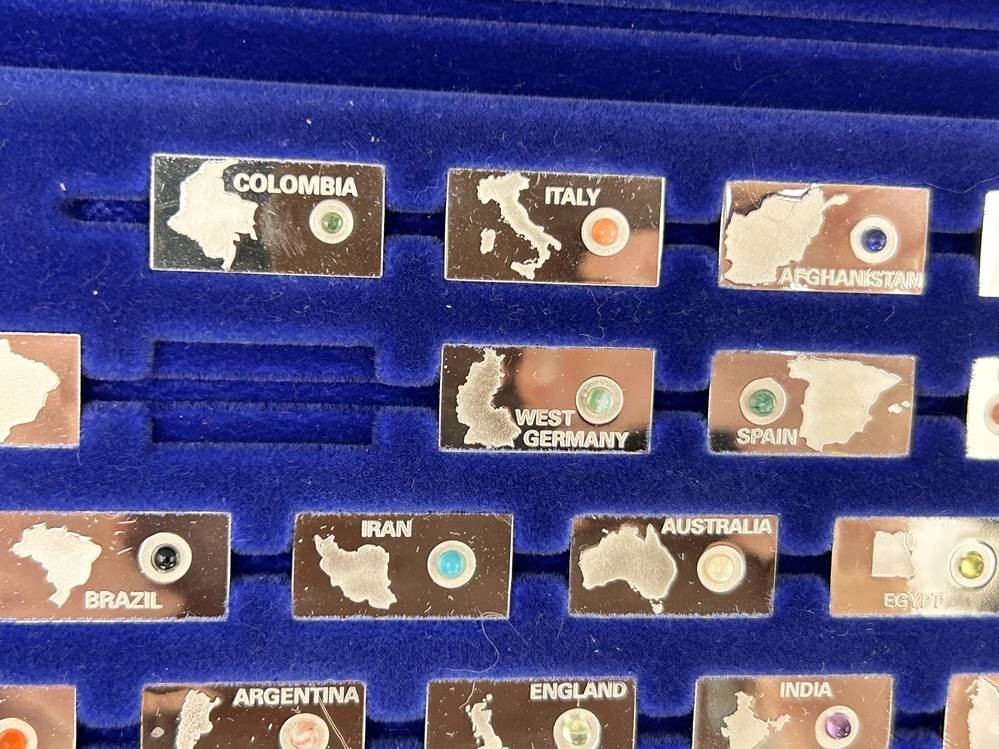 COLOMBIA
ITALY
AFGHANISTAN
WEST
GERMANY
SPAIN
BRAZIL
IRAN
AUSTRALIA
EGYPT
ARGENTINA
ENGLAND
INDIA